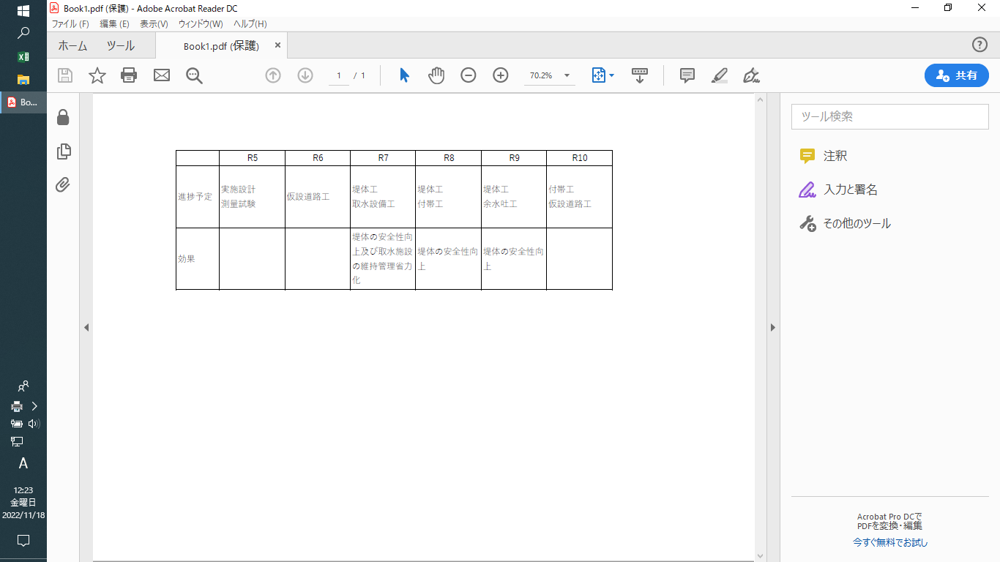 Book1.pdf (保護) - Adobe Acrobat Reader DC
ファイル (F) 編集 (E) 表示(V) ウィンドウ(W) ヘルプ(H)
ホーム ツール Book1.pdf (保護) ×
1 / 1 70.2% 共有
Bo...
ツール検索
注釈
入力と署名
その他のツール
R5 R6 R7 R8 R9 R10
進捗予定
実施設計
測量試験
仮設道路工
堤体工
取水設備工
堤体工
付帯工
堤体工
余水吐工
付帯工
仮設道路工
効果
堤体の安全性向
上及び取水施設
の維持管理省力
化
堤体の安全性向
上
堤体の安全性向
上
A
12:23
金曜日
2022/11/18
Acrobat Pro DCで
PDFを変換・編集
今すぐ無料でお試し